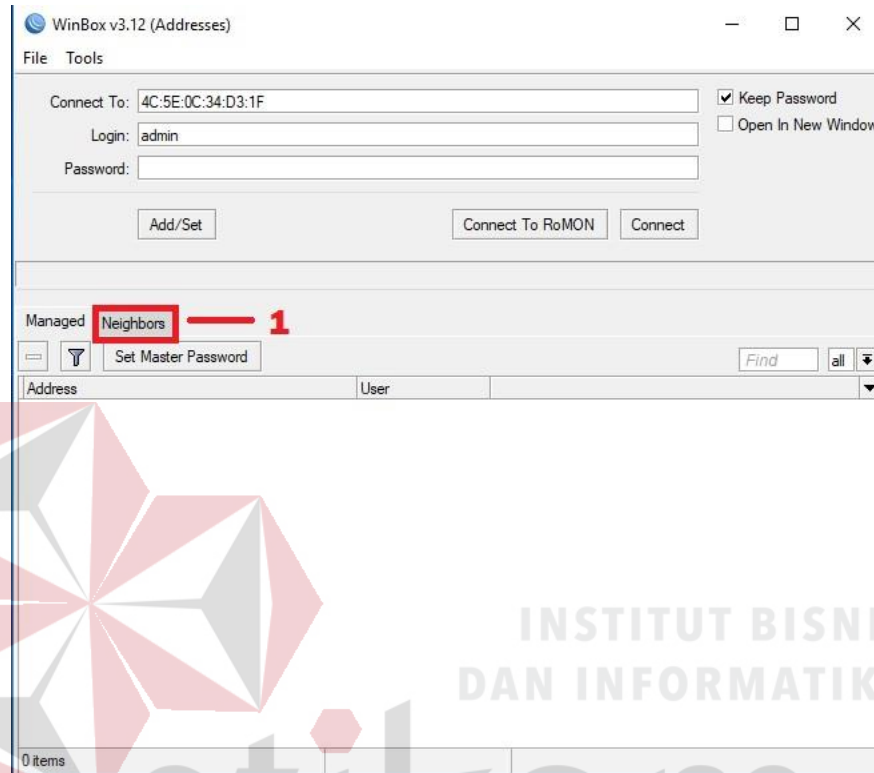 WinBox v3.12 (Addresses)
File Tools
Connect To: 4C:5E:0C:34:D3:1F
Keep Password
Login: admin
Open In New Window
Password:
Add/Set Connect To RoMON Connect
Managed Neighbors 1
Set Master Password Find all
Address User
INSTITUT BISNI
DAN INFORMATIK
0 items